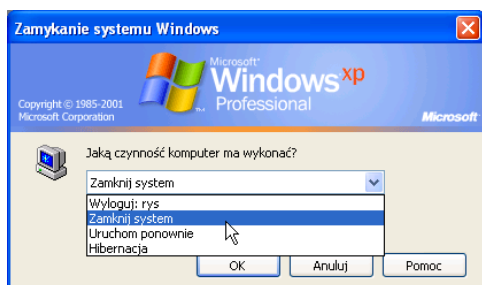 Zamykanie systemu Windows
Microsoft
Windows xp
Professional
Copyright © 1985-2001
Microsoft Corporation
Microsoft
Jaką czynność komputer ma wykonać?
Zamknij system
Wyloguj: rys
Zamknij system
Uruchom ponownie
Hibernacja
OK Anuluj Pomoc